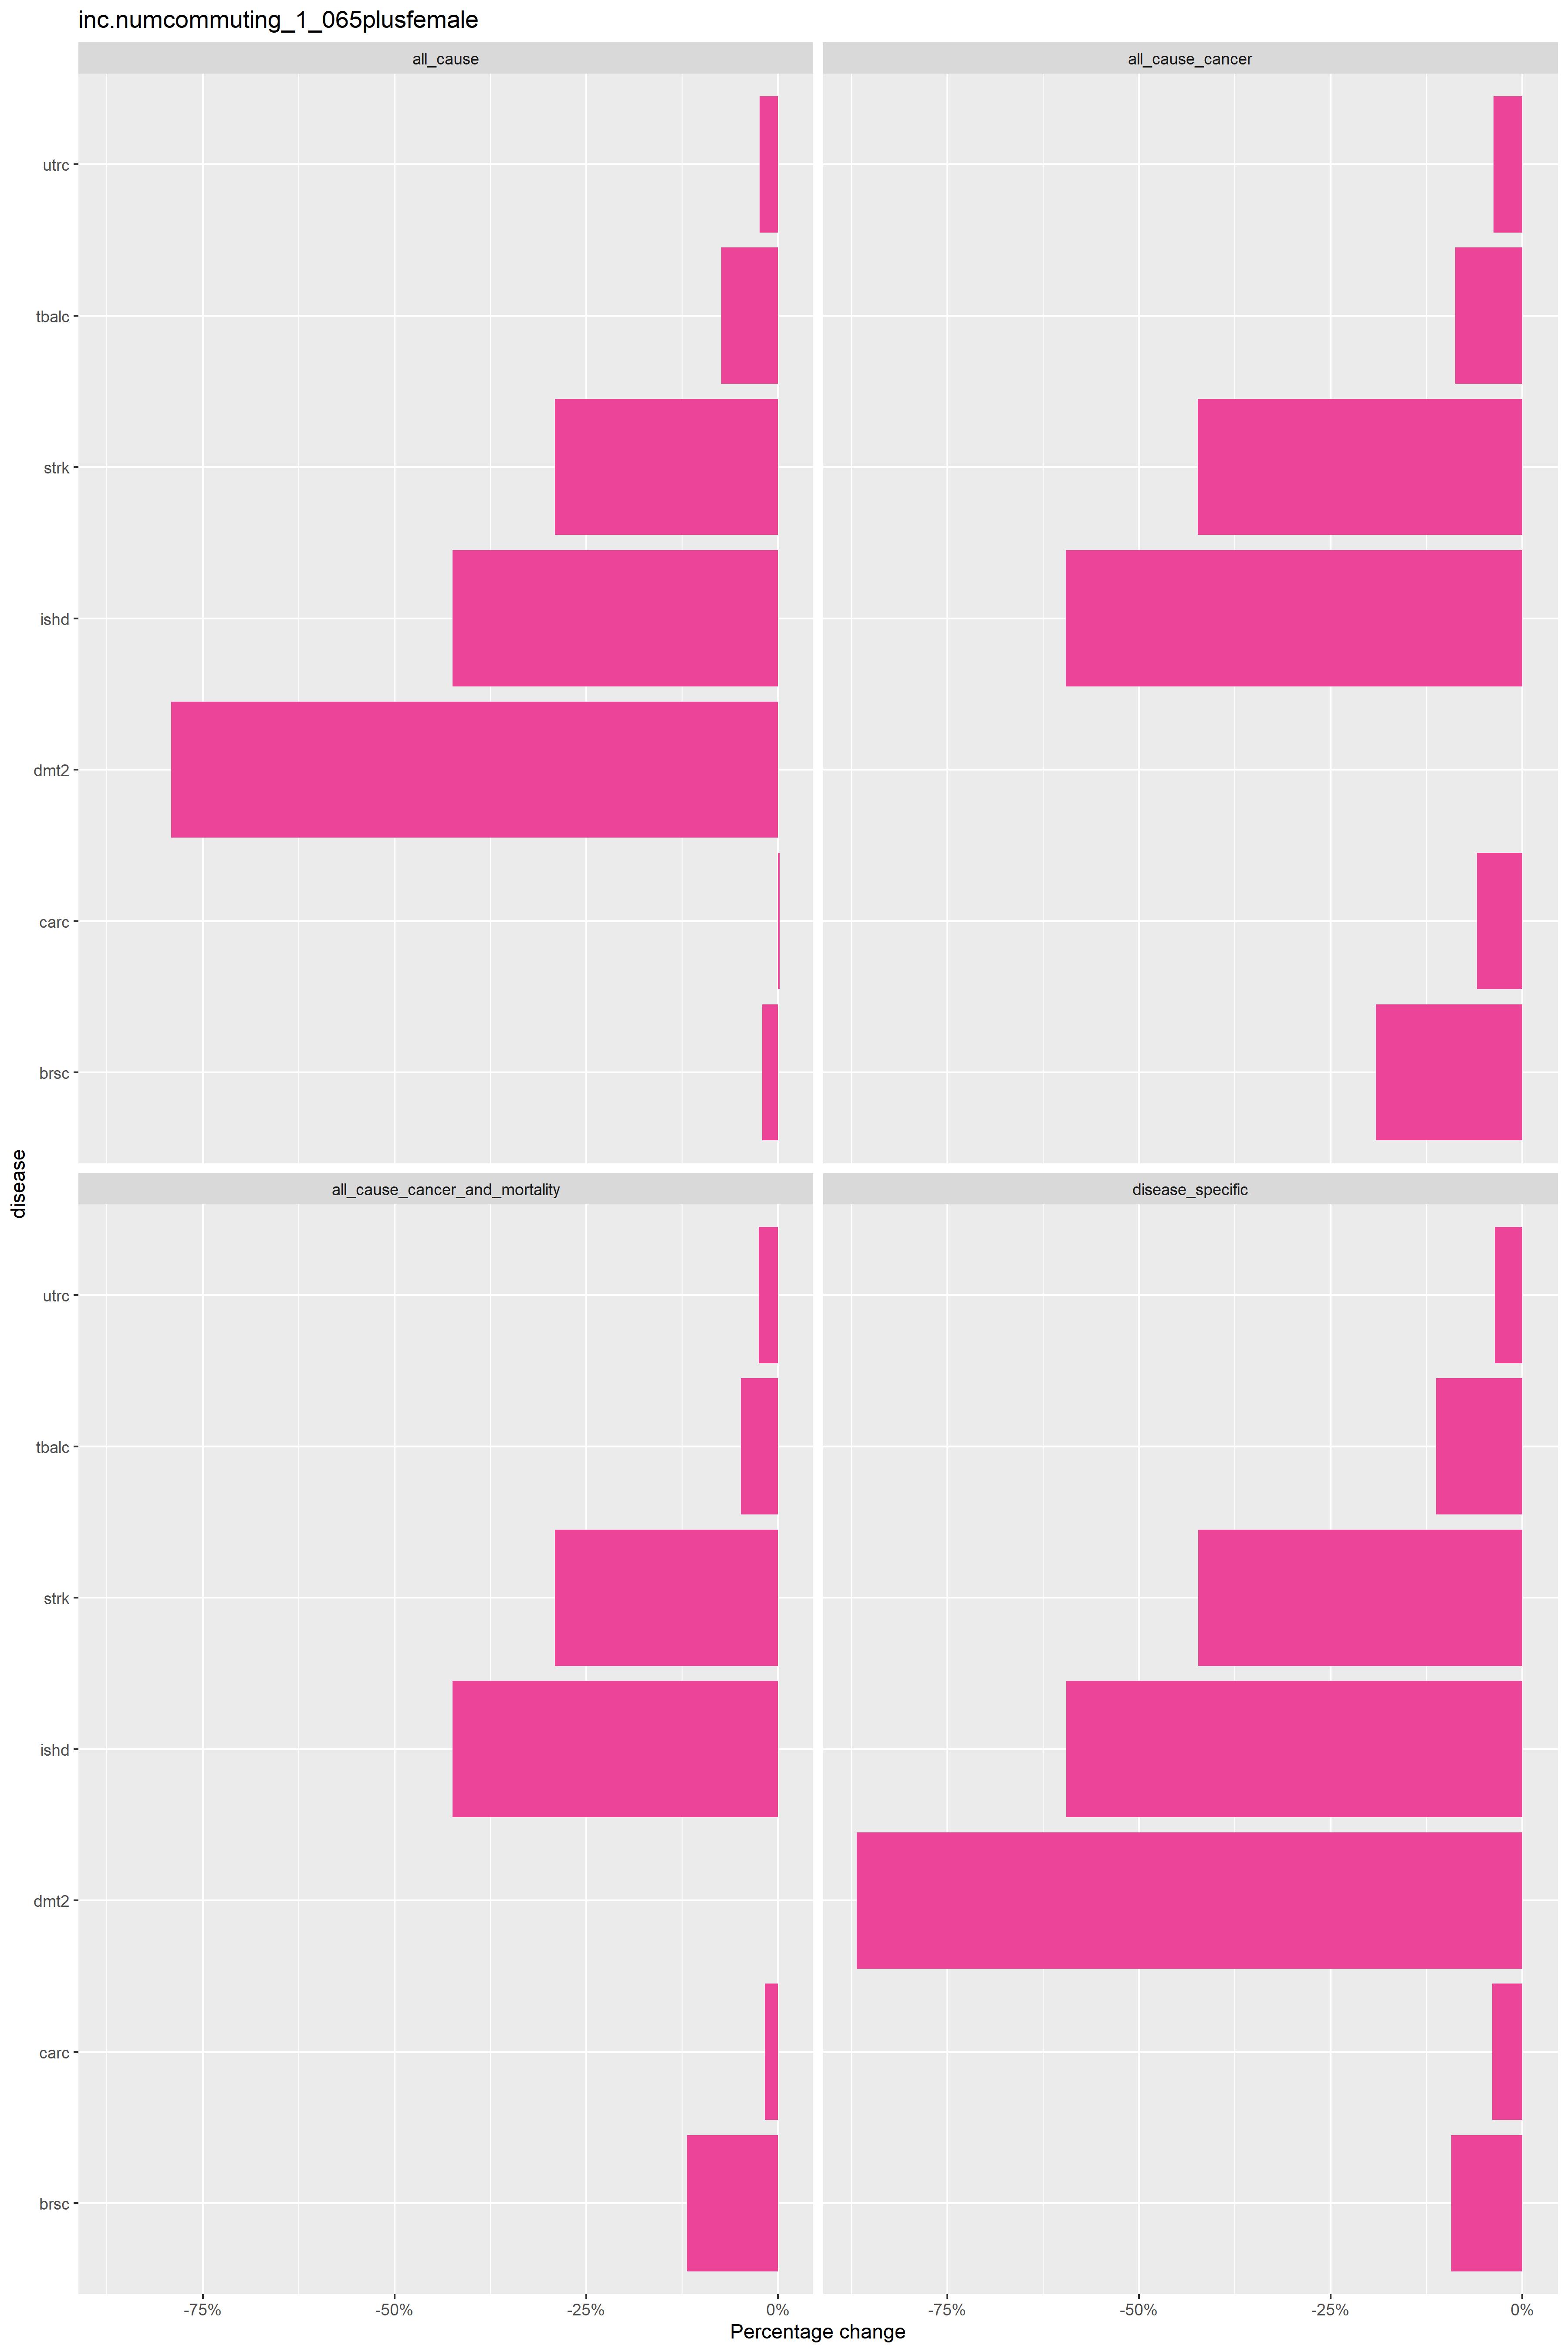 inc.numcommuting_1_065plusfemale
all_cause
all_cause_cancer
utrc
tbalc
strk
ishd
dmt2
carc
brsc
disease
all_cause_cancer_and_mortality
disease_specific
utrc
tbalc
strk
ishd
dmt2
carc
brsc
-75%
-50%
-25%
0%
-75%
-50%
-25%
0%
Percentage change